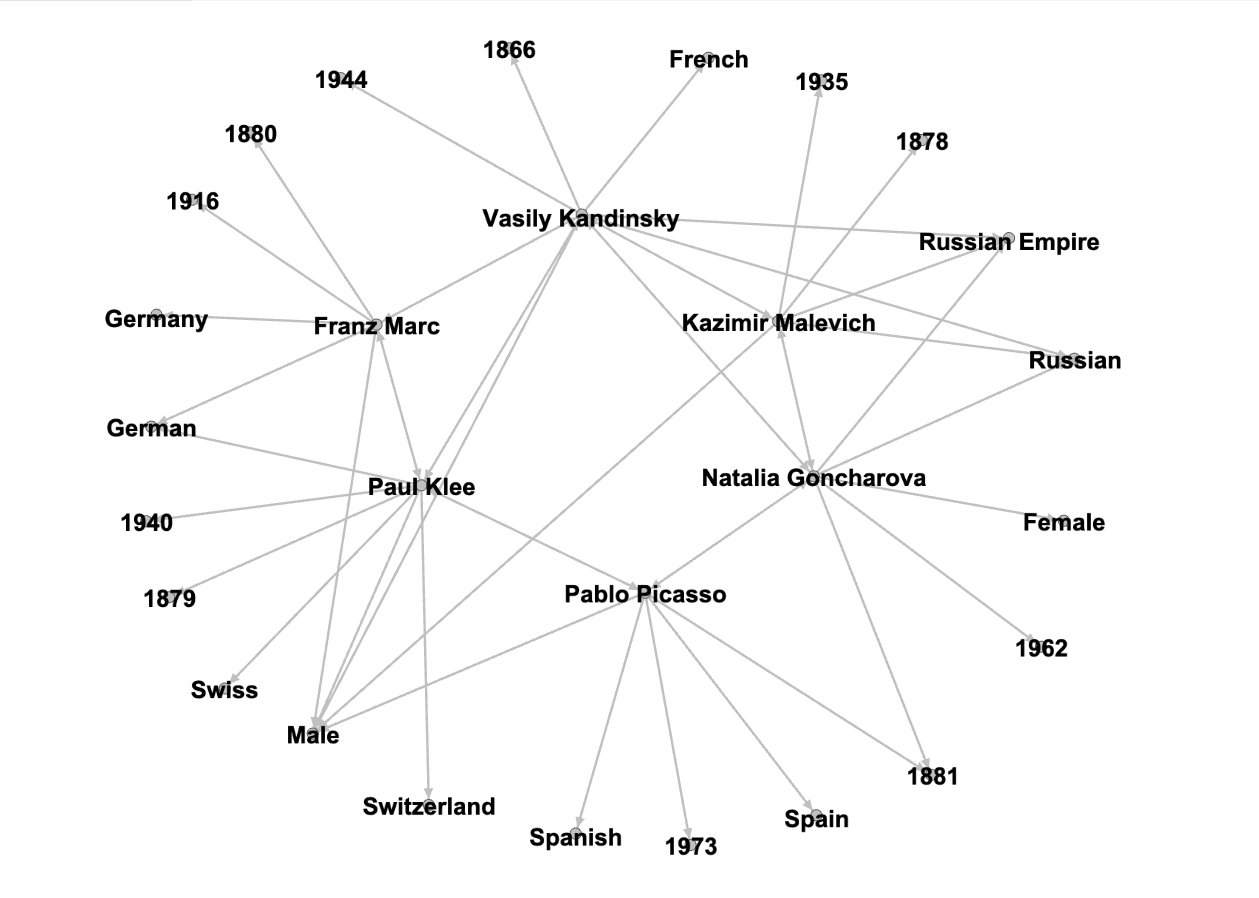 1866
French
1944
1935
1880
1878
1916
Vasily Kandinsky
Russian Empire
Germany
Franz Marc
Kazimir Malevich
Russian
German
Paul Klee
Natalia Goncharova
1940
Female
1879
Pablo Picasso
1962
Swiss
Male
1881
Switzerland
Spain
Spanish
1973